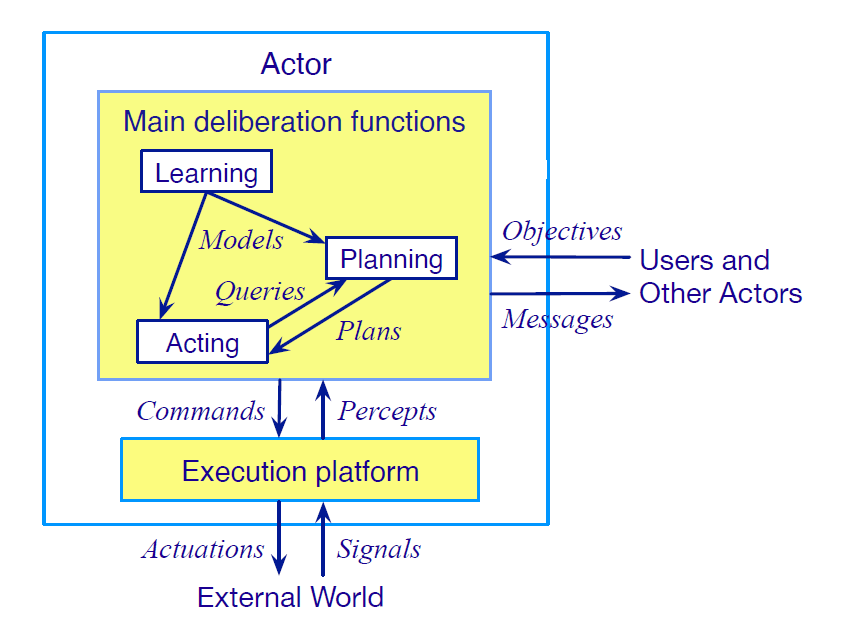 Actor
Main deliberation functions
Learning
Models
Planning
Queries
Plans
Acting
Objectives
Users and
Other Actors
Messages
Commands
Percepts
Execution platform
Actuations
Signals
External World